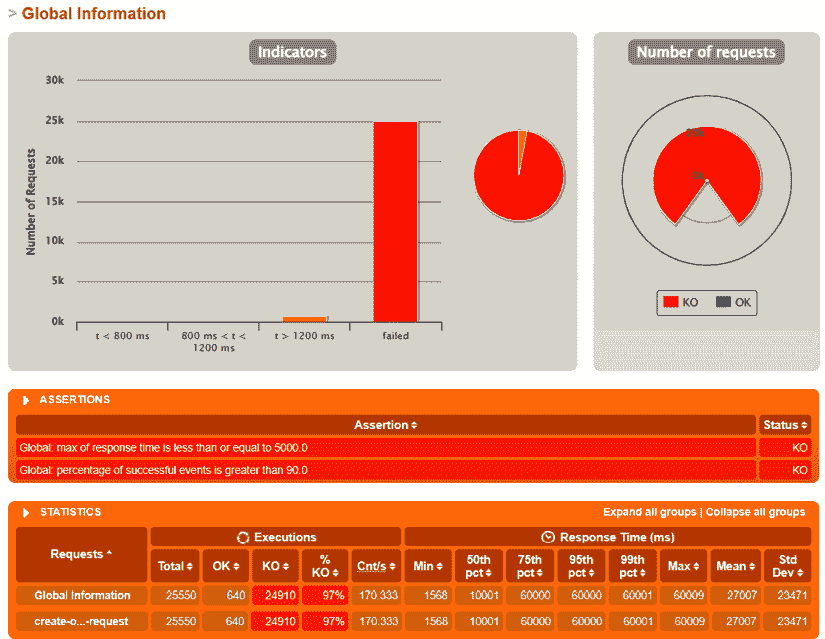 > Global Information
Indicators
Number of requests
30k
25k
20k
15k
10k
5k
0k
Number of Requests
t < 800 ms
800 ms < t <
1200 ms
t > 1200 ms
failed
KO
OK
ASSERTIONS
Assertion
Status
Global: max of response time is less than or equal to 5000.0
KO
Global: percentage of successful events is greater than 90.0
KO
STATISTICS
Expand all groups | Collapse all groups
Requests
Executions
Response Time (ms)
Total
OK
KO
%
KO
Cnt/s
Min
50th
pct
75th
pct
95th
pct
99th
pct
Max
Mean
Std
Dev
Global Information 25550 640 24910 97% 170.333 1568 10001 60000 60000 60001 60009 27007 23471
create-o...-request 25550 640 24910 97% 170.333 1568 10001 60000 60000 60001 60009 27007 23471